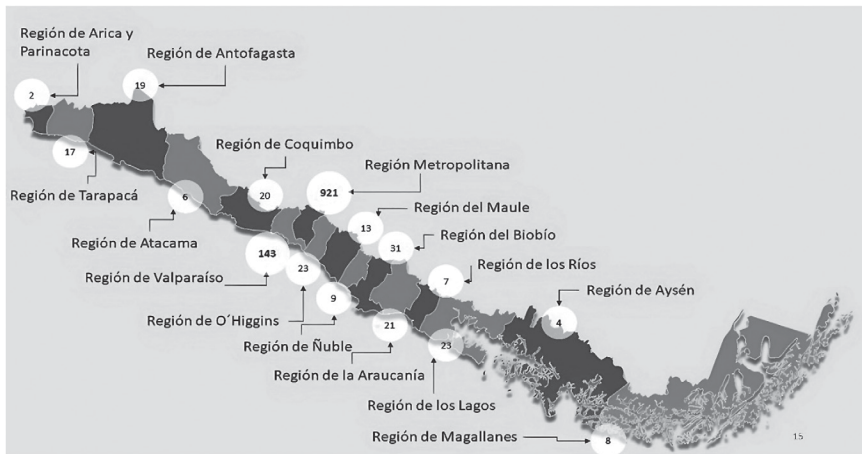 Región de Arica y
Parinacota
2
Región de Antofagasta
19
17
Región de Tarapacá
Región de Coquimbo
20
6
Región de Atacama
Región Metropolitana
921
143
Región de Valparaíso
Región del Maule
13
23
Región de O´Higgins
Región del Biobío
31
9
Región de Ñuble
Región de los Ríos
7
21
Región de la Araucanía
Región de Aysén
4
23
Región de los Lagos
Región de Magallanes
8
15